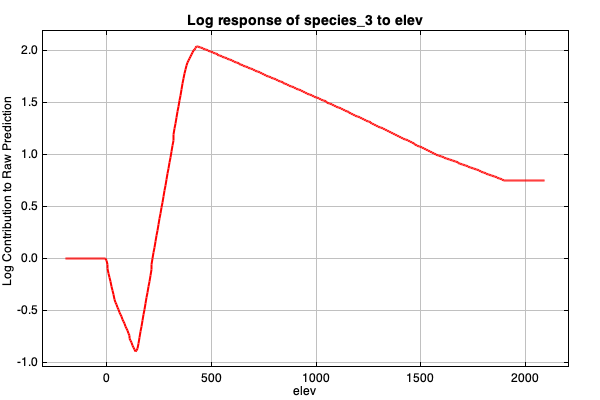 Log response of species_3 to elev
Log Contribution to Raw Prediction
2.0
1.5
1.0
0.5
0.0
-0.5
-1.0
0 500 1000 1500 2000
elev